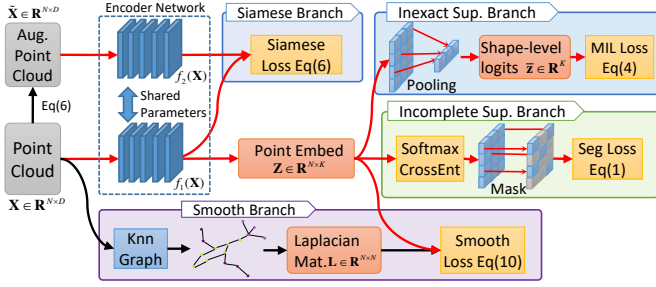 X̃ ∈ R^{N×D}
Aug.
Point
Cloud
Eq(6)
Point
Cloud
X ∈ R^{N×D}
Encoder Network
f₂(X)
Shared
Parameters
f₁(X)
Siamese Branch
Siamese
Loss Eq(6)
Point Embed
Z ∈ R^{N×K}
Inexact Sup. Branch
Pooling
Shape-level
logits z̄ ∈ R^K
MIL Loss
Eq(4)
Incomplete Sup. Branch
Softmax
CrossEnt
Mask
Seg Loss
Eq(1)
Smooth Branch
Knn
Graph
Laplacian
Mat. L ∈ R^{N×N}
Smooth
Loss Eq(10)